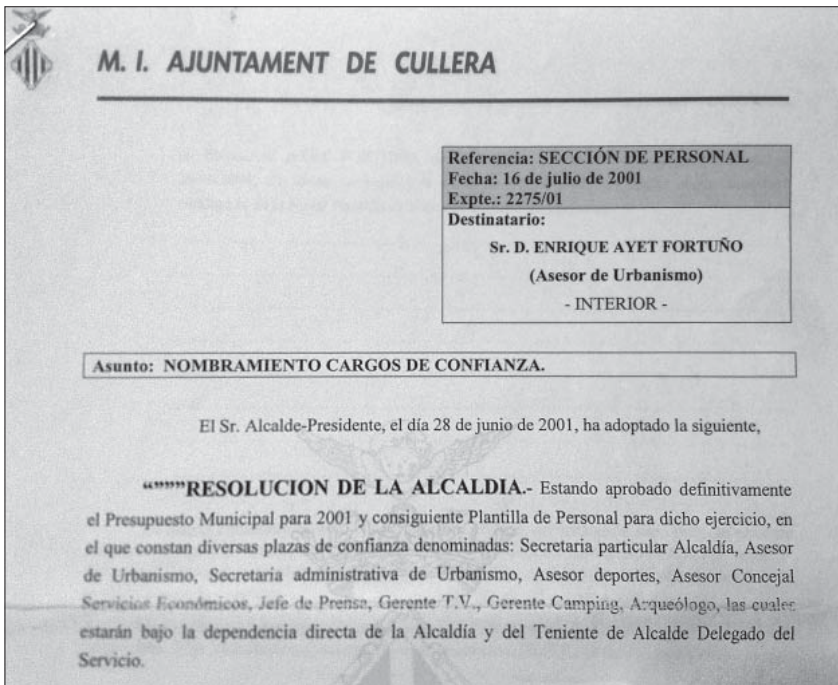 M. I. AJUNTAMENT DE CULLERA
Referencia: SECCIÓN DE PERSONAL
Fecha: 16 de julio de 2001
Expte.: 2275/01
Destinatario:
Sr. D. ENRIQUE AYET FORTUÑO
(Asesor de Urbanismo)
- INTERIOR -
Asunto: NOMBRAMIENTO CARGOS DE CONFIANZA.
El Sr. Alcalde-Presidente, el día 28 de junio de 2001, ha adoptado la siguiente,
“”””RESOLUCION DE LA ALCALDIA.- Estando aprobado definitivamente
el Presupuesto Municipal para 2001 y consiguiente Plantilla de Personal para dicho ejercicio, en
el que constan diversas plazas de confianza denominadas: Secretaria particular Alcaldía, Asesor
de Urbanismo, Secretaria administrativa de Urbanismo, Asesor deportes, Asesor Concejal
Servicios Económicos, Jefe de Prensa, Gerente T.V., Gerente Camping, Arqueólogo, las cuales
estarán bajo la dependencia directa de la Alcaldía y del Teniente de Alcalde Delegado del
Servicio.